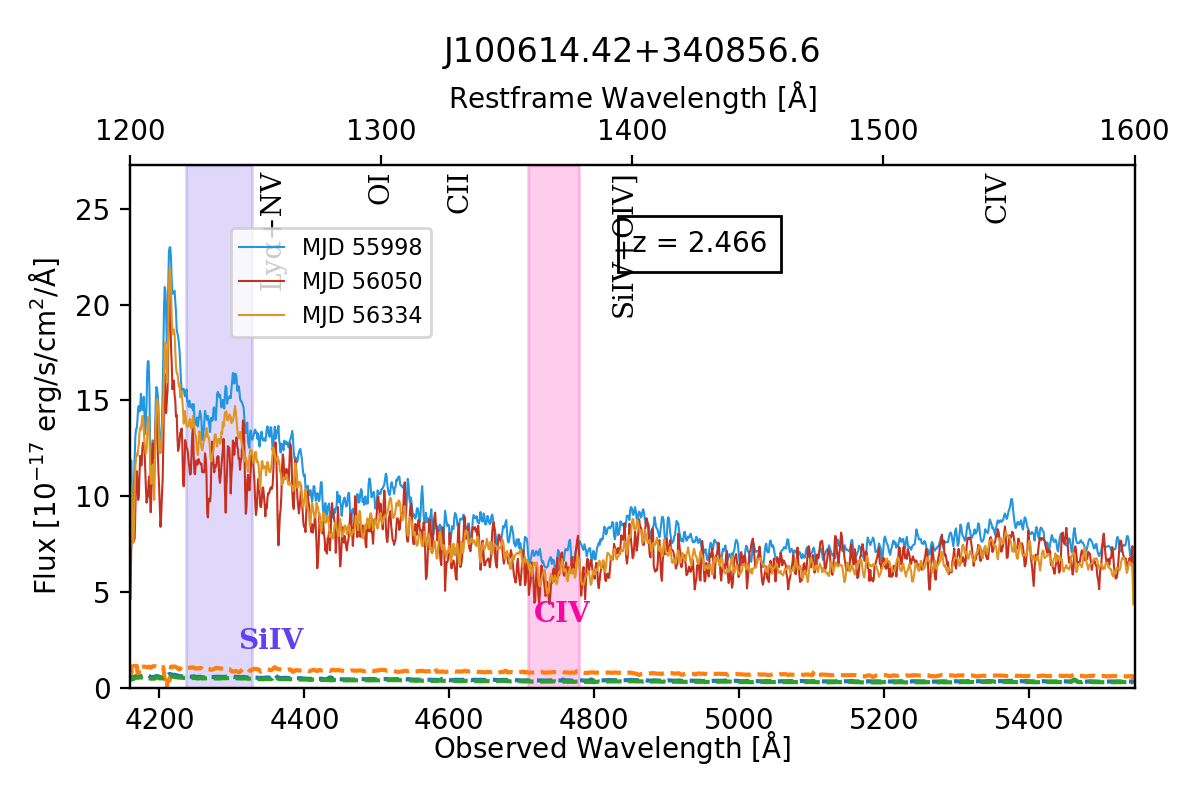 J100614.42+340856.6
Restframe Wavelength [Å]
1200 1300 1400 1500 1600
Lyα+NV
OI
CII
SiIV+OIV]
CIV
z = 2.466
MJD 55998
MJD 56050
MJD 56334
Flux [10⁻¹⁷ erg/s/cm²/Å]
25
20
15
10
5
0
CIV
SiIV
4200 4400 4600 4800 5000 5200 5400
Observed Wavelength [Å]